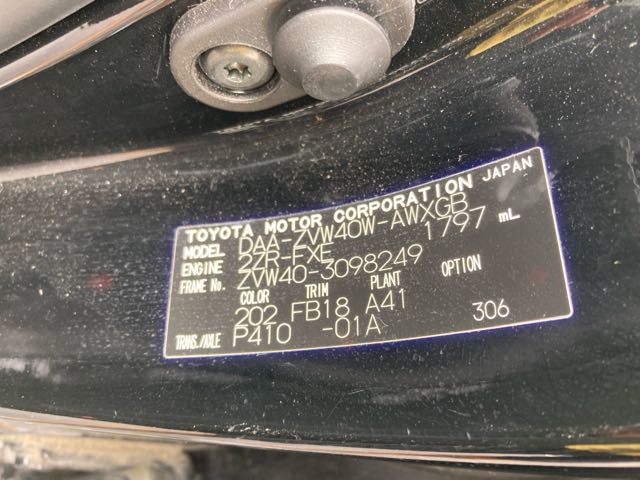 TOYOTA MOTOR CORPORATION JAPAN
MODEL DAA-ZVW40W-AWXGB
ENGINE 2ZR-FXE 1797 mL
FRAME No. ZVW40-3098249
COLOR TRIM PLANT OPTION
202 FB18 A41
TRANS./AXLE P410 -01A 306